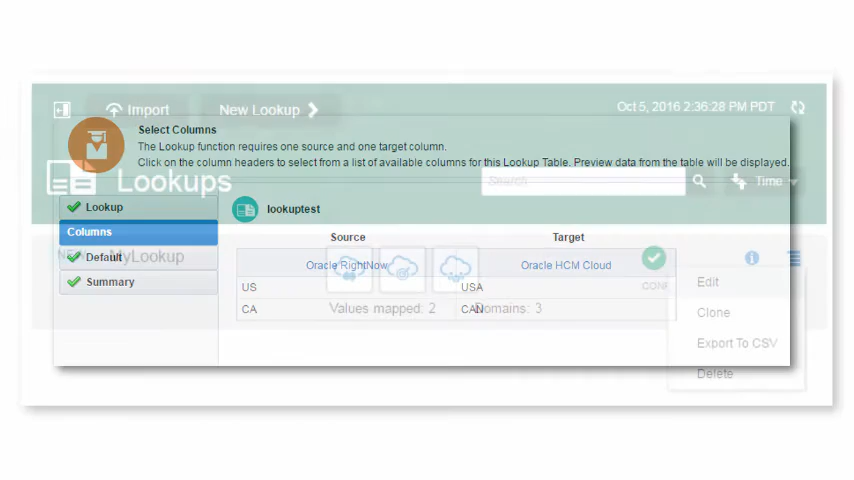 Import
New Lookup
Oct 5, 2016 2:36:28 PM PDT
Select Columns
The Lookup function requires one source and one target column.
Click on the column headers to select from a list of available columns for this Lookup Table. Preview data from the table will be displayed.
Lookups
Search
Time
Lookup
lookuptest
Columns
Source
Target
Default
MyLookup
Oracle RightNow
Oracle HCM Cloud
Summary
US
USA
Edit
CA
CAN
Values mapped: 2
Domains: 3
Clone
Export To CSV
Delete